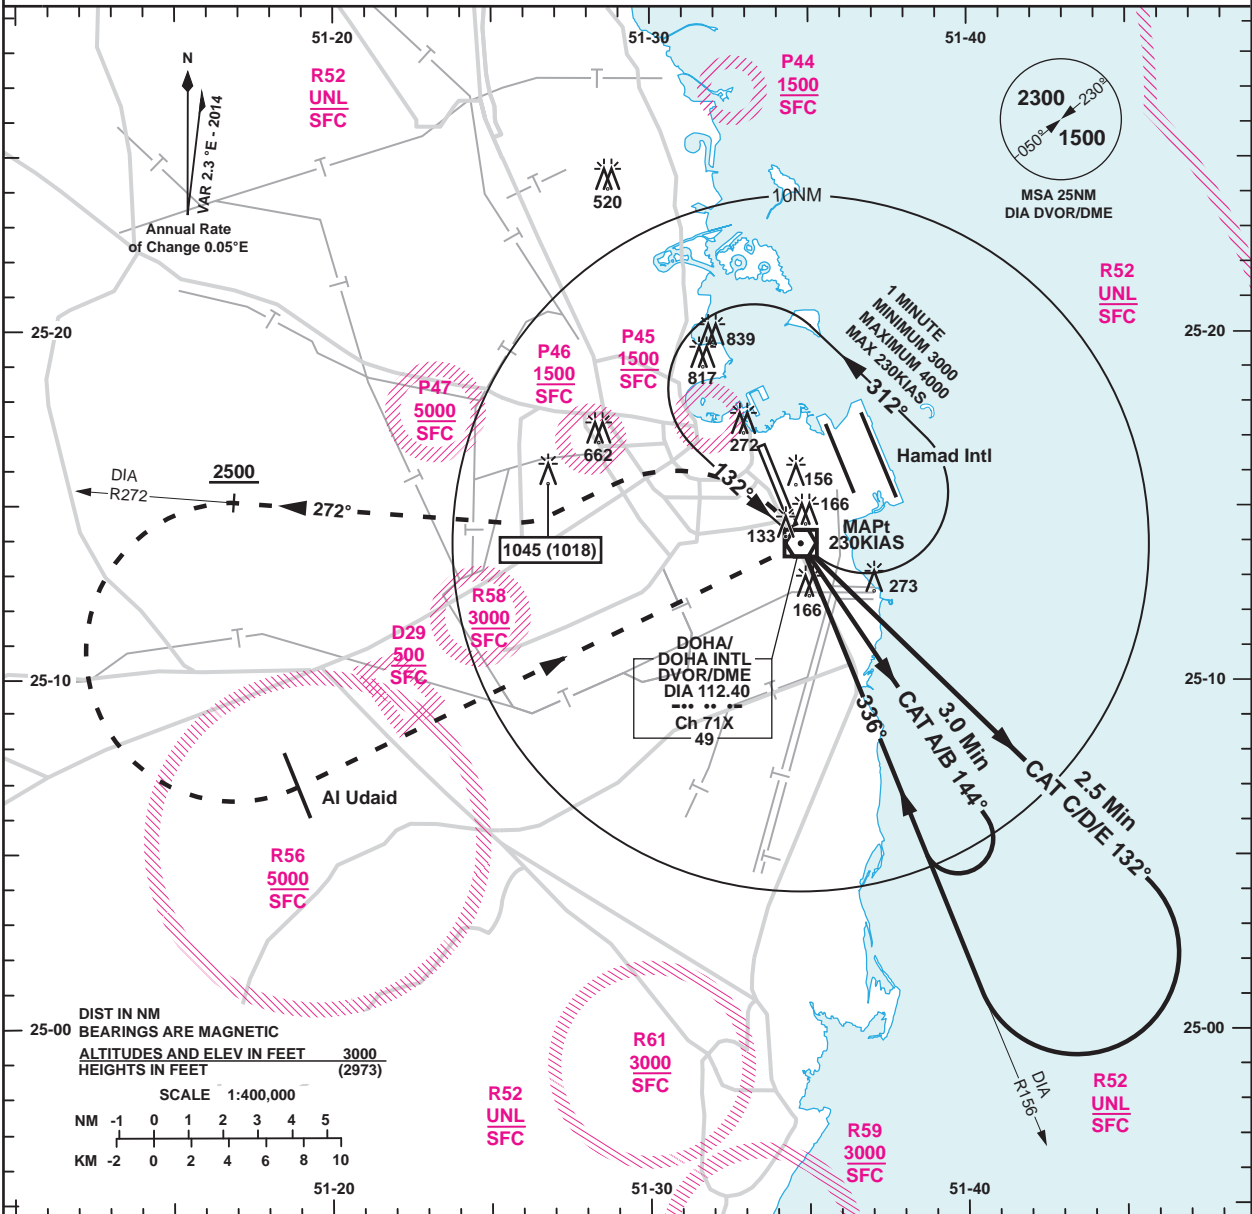 51-20
51-30
51-40
N
VAR 2.3 °E - 2014
Annual Rate
of Change 0.05°E
R52
UNL
SFC
P44
1500
SFC
2300
230°
050°
1500
MSA 25NM
DIA DVOR/DME
520
10NM
R52
UNL
SFC
25-20
25-20
1 MINUTE
MINIMUM 3000
MAXIMUM 4000
MAX 230KIAS
312°
839
817
P45
1500
SFC
P46
1500
SFC
P47
5000
SFC
662
272
Hamad Intl
DIA
R272
2500
272°
132°
156
166
133
MAPt
230KIAS
1045 (1018)
273
166
R58
3000
SFC
D29
500
SFC
DOHA/
DOHA INTL
DVOR/DME
DIA 112.40
Ch 71X
49
25-10
25-10
336°
3.0 Min
CAT A/B 144°
2.5 Min
CAT C/D/E 132°
Al Udaid
R56
5000
SFC
DIST IN NM
BEARINGS ARE MAGNETIC
ALTITUDES AND ELEV IN FEET 3000
HEIGHTS IN FEET (2973)
SCALE 1:400,000
NM -1 0 1 2 3 4 5
KM -2 0 2 4 6 8 10
25-00
25-00
R61
3000
SFC
R52
UNL
SFC
DIA
R156
R52
UNL
SFC
R59
3000
SFC
51-20
51-30
51-40